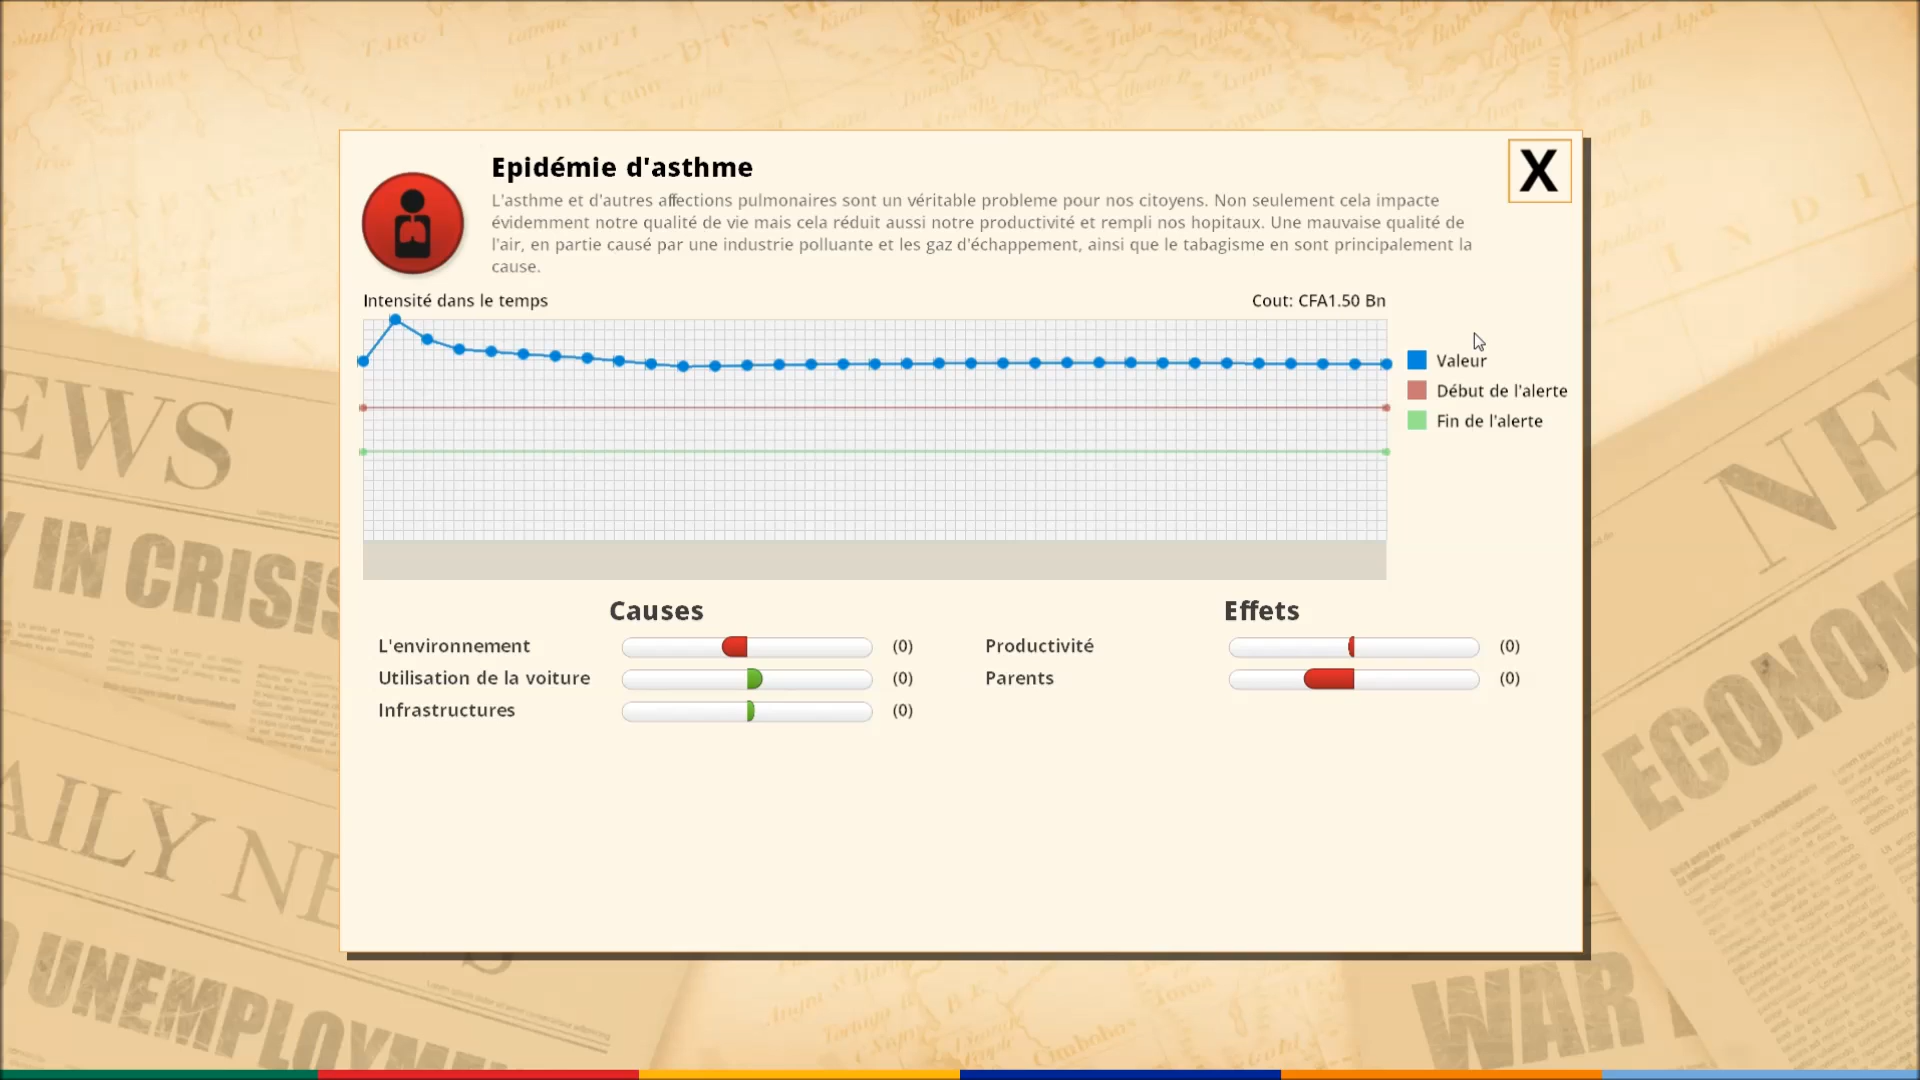 Epidémie d'asthme
X
L'asthme et d'autres affections pulmonaires sont un véritable probleme pour nos citoyens. Non seulement cela impacte
évidemment notre qualité de vie mais cela réduit aussi notre productivité et rempli nos hopitaux. Une mauvaise qualité de
l'air, en partie causé par une industrie polluante et les gaz d'échappement, ainsi que le tabagisme en sont principalement la
cause.
Intensité dans le temps
Cout: CFA1.50 Bn
Valeur
Début de l'alerte
Fin de l'alerte
Causes
Effets
L'environnement (0)
Productivité (0)
Utilisation de la voiture (0)
Parents (0)
Infrastructures (0)
EWS
IN CRISIS
AILY NE
UNEMPLOYME
NE
ECONOM
WAR